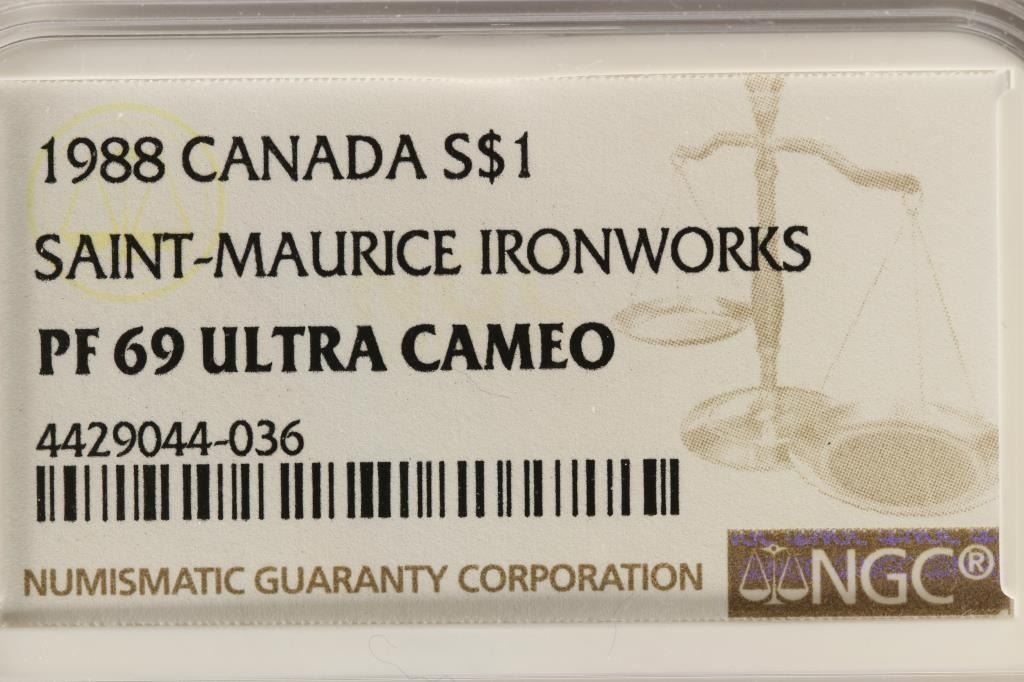 1988 CANADA S$1
SAINT-MAURICE IRONWORKS
PF 69 ULTRA CAMEO
4429044-036
NUMISMATIC GUARANTY CORPORATION
NGC®